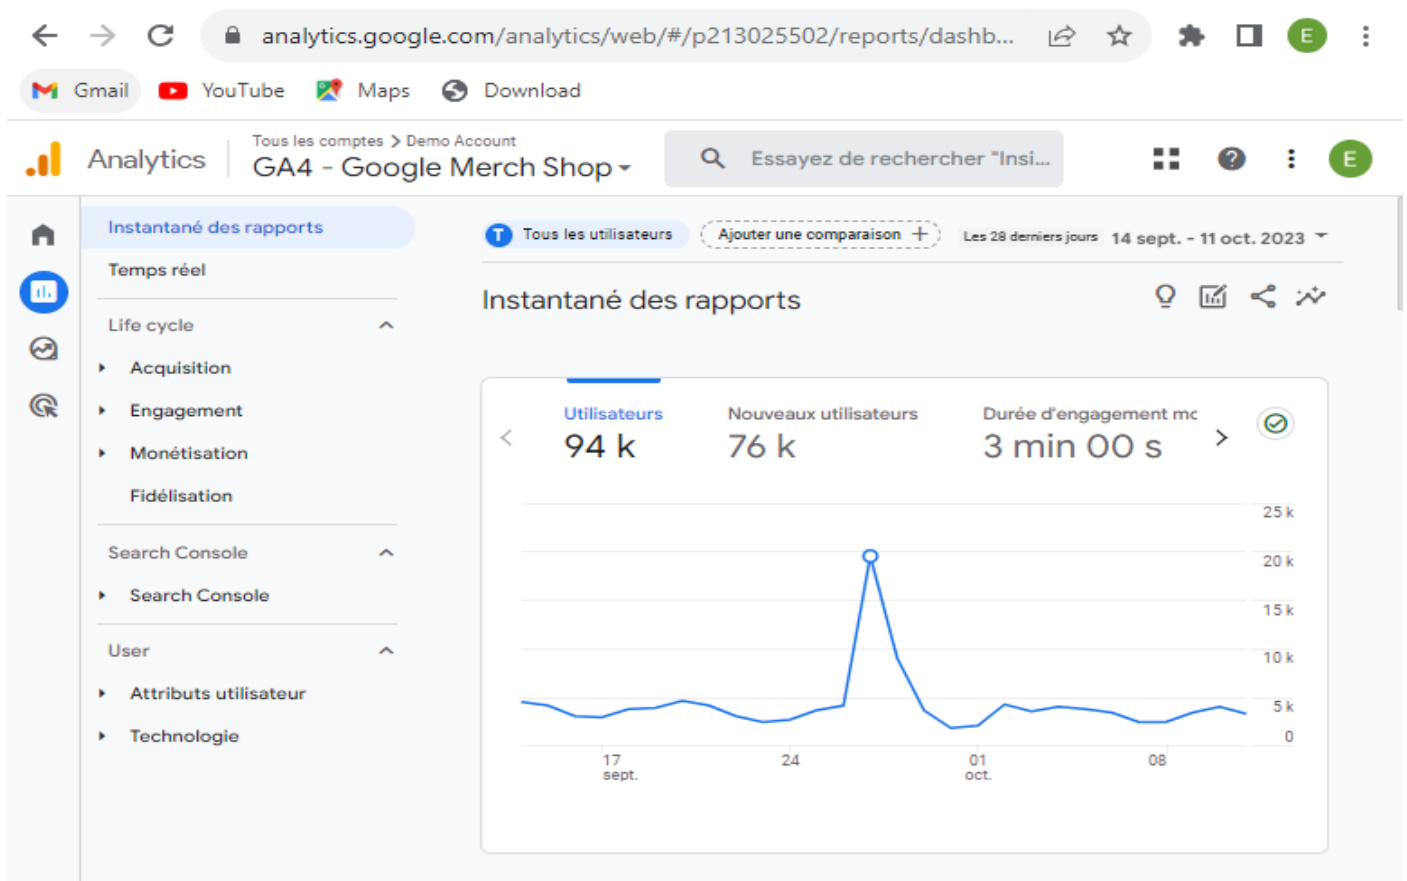 analytics.google.com/analytics/web/#/p213025502/reports/dashb...
E
Gmail
YouTube
Maps
Download
Analytics
Tous les comptes > Demo Account
GA4 - Google Merch Shop
Essayez de rechercher "Insi...
E
Instantané des rapports
Temps réel
Life cycle
Acquisition
Engagement
Monétisation
Fidélisation
Search Console
Search Console
User
Attributs utilisateur
Technologie
T Tous les utilisateurs
Ajouter une comparaison +
Les 28 derniers jours 14 sept. - 11 oct. 2023
Instantané des rapports
Utilisateurs
94 k
Nouveaux utilisateurs
76 k
Durée d'engagement mc
3 min 00 s
25 k
20 k
15 k
10 k
5 k
0
17
sept.
24
01
oct.
08